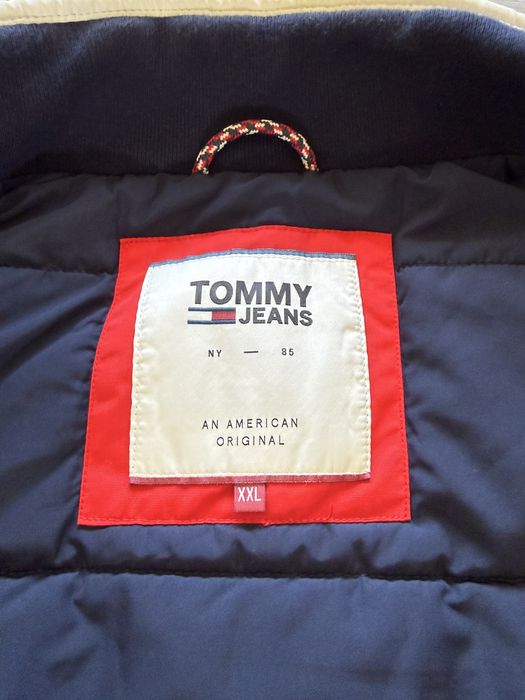 TOMMY
JEANS
NY — 85
AN AMERICAN
ORIGINAL
XXL